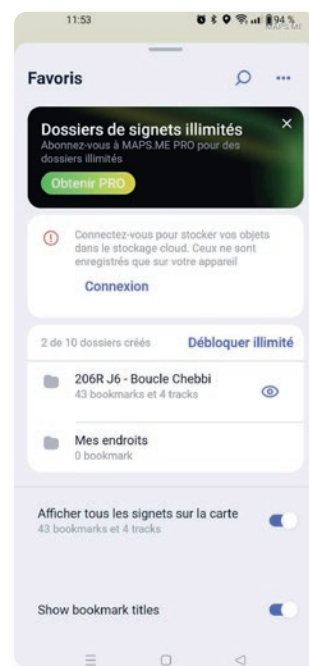 11:53
94 %
MAPS.ME
Favoris
Dossiers de signets illimités
Abonnez-vous à MAPS.ME PRO pour des
dossiers illimités
Obtenir PRO
Connectez-vous pour stocker vos objets
dans le stockage cloud. Ceux ne sont
enregistrés que sur votre appareil
Connexion
2 de 10 dossiers créés Débloquer illimité
206R J6 - Boucle Chebbi
43 bookmarks et 4 tracks
Mes endroits
0 bookmark
Afficher tous les signets sur la carte
43 bookmarks et 4 tracks
Show bookmark titles